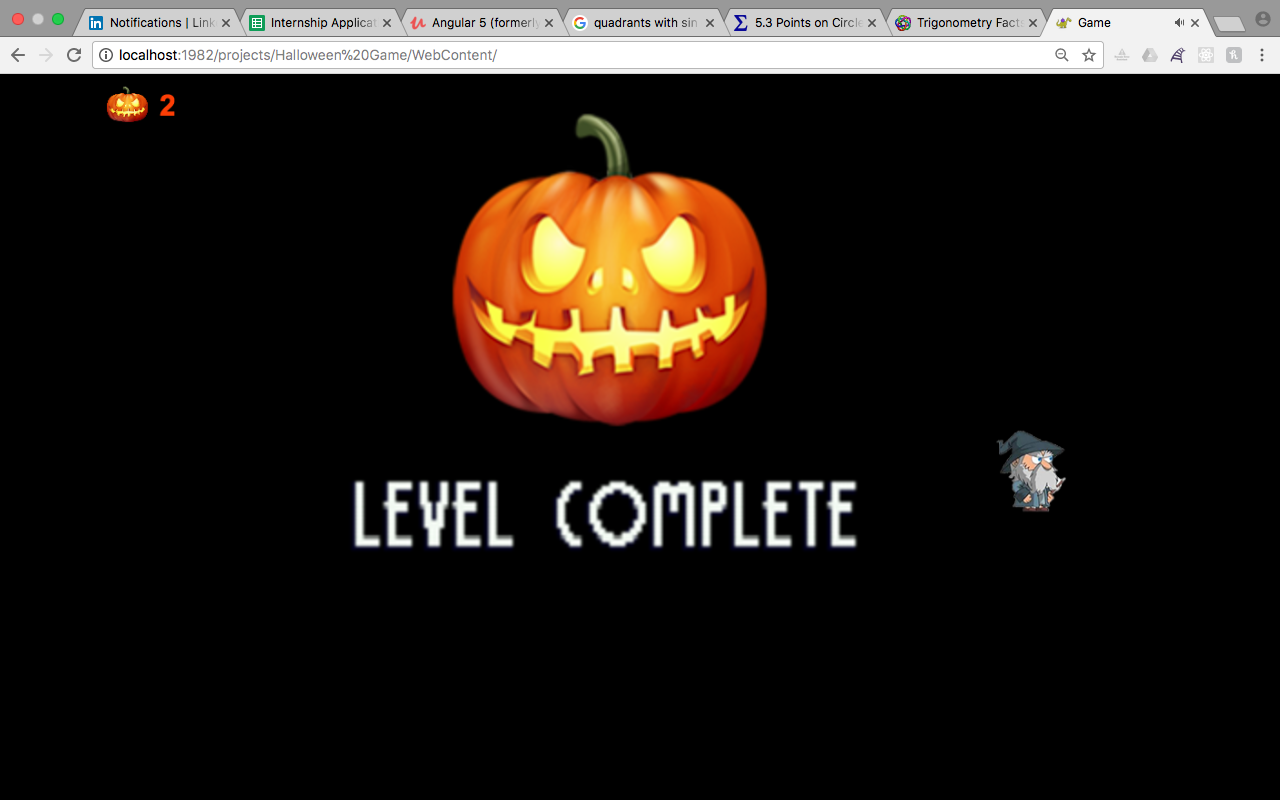 Notifications | Link
Internship Applicat
Angular 5 (formerly
quadrants with sin
5.3 Points on Circle
Trigonometry Facts
Game
localhost:1982/projects/Halloween%20Game/WebContent/
2
LEVEL COMPLETE